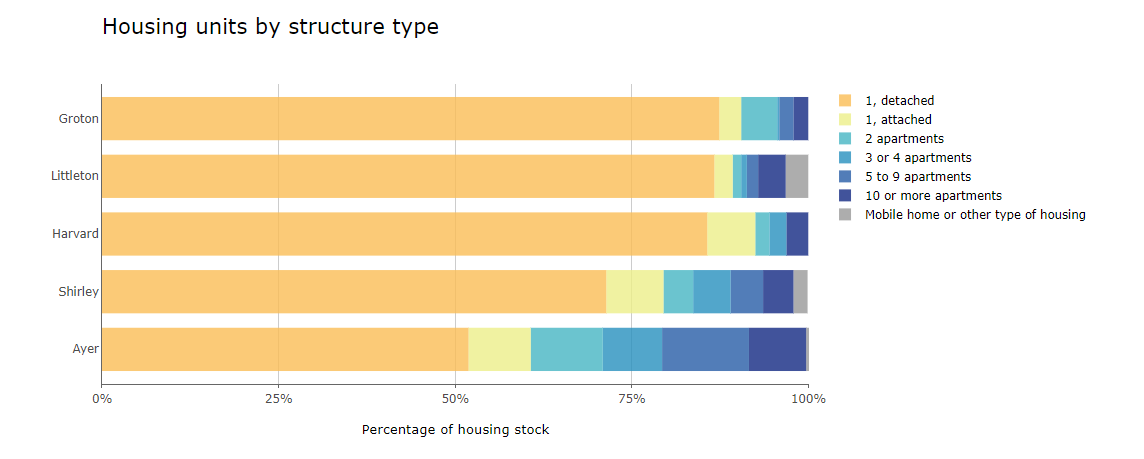 Housing units by structure type
Groton
Littleton
Harvard
Shirley
Ayer
0%
25%
50%
75%
100%
Percentage of housing stock
1, detached
1, attached
2 apartments
3 or 4 apartments
5 to 9 apartments
10 or more apartments
Mobile home or other type of housing